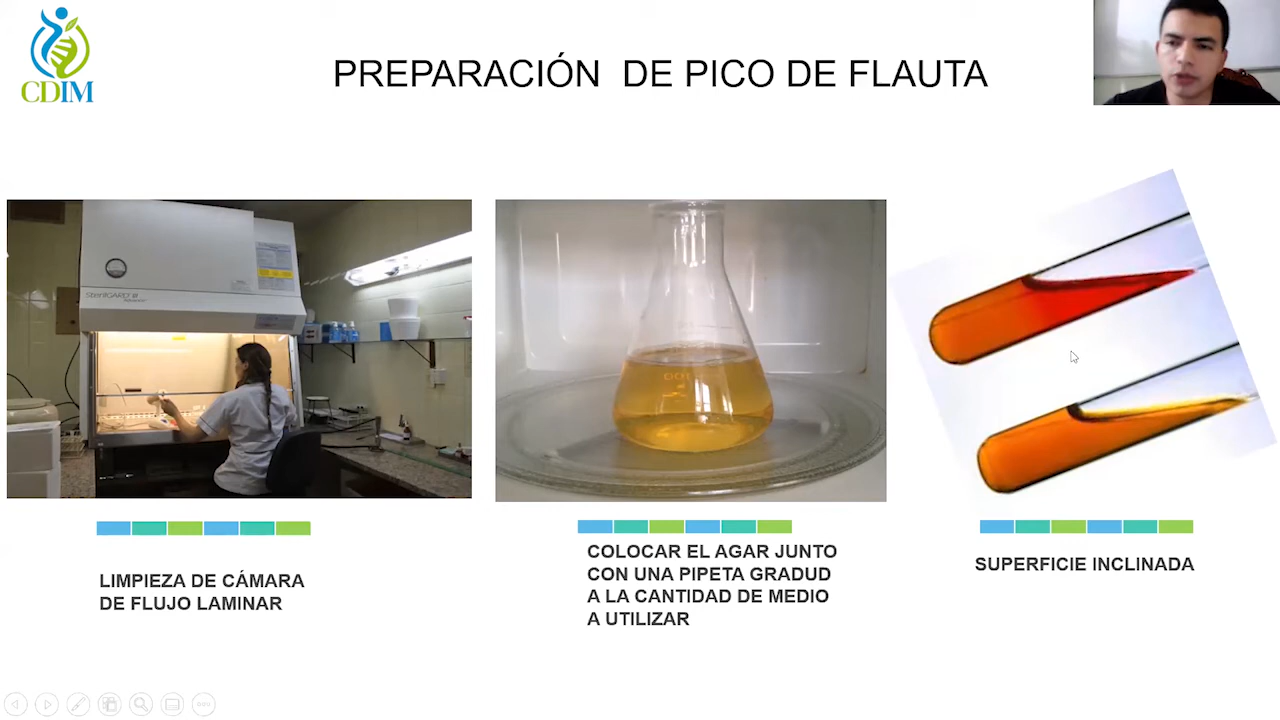 CDIM
PREPARACIÓN DE PICO DE FLAUTA
LIMPIEZA DE CÁMARA
DE FLUJO LAMINAR
COLOCAR EL AGAR JUNTO
CON UNA PIPETA GRADUD
A LA CANTIDAD DE MEDIO
A UTILIZAR
SUPERFICIE INCLINADA